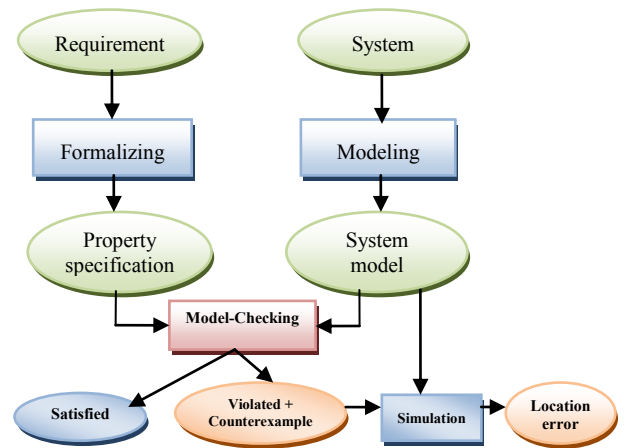 Requirement
System
Formalizing
Modeling
Property
specification
System
model
Model-Checking
Satisfied
Violated +
Counterexample
Simulation
Location
error